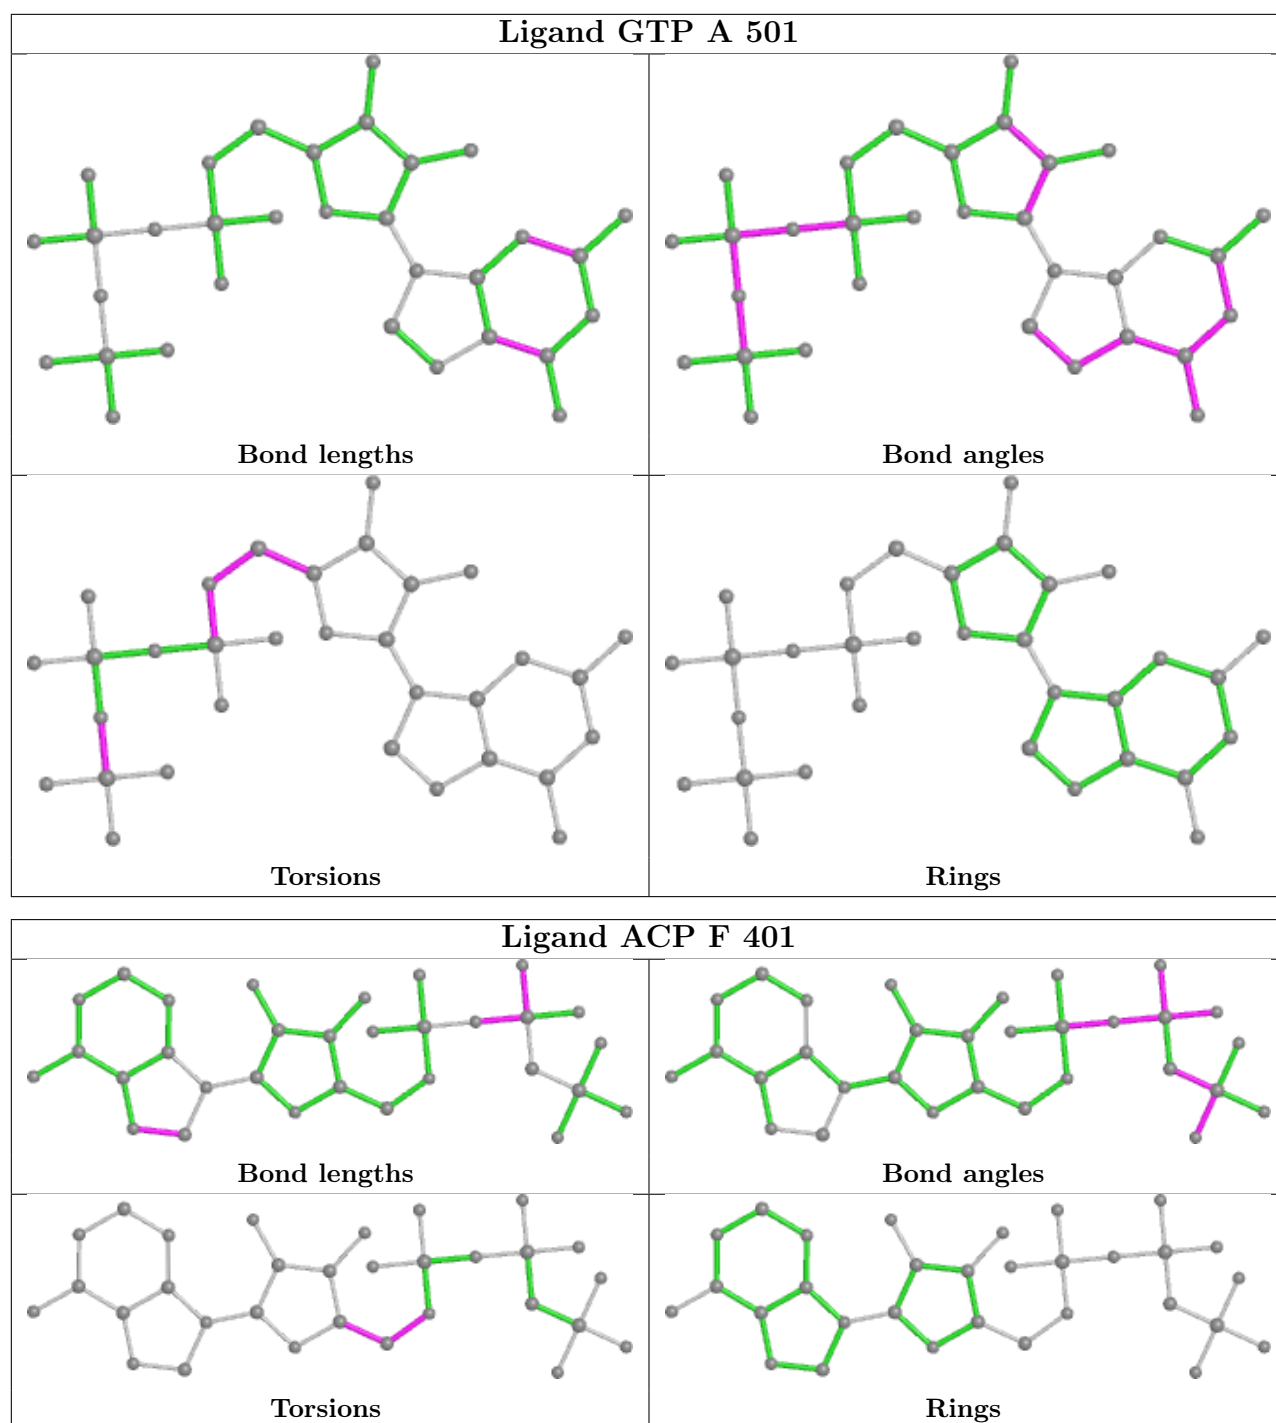 Ligand GTP A 501
Bond lengths
Bond angles
Torsions
Rings
Ligand ACP F 401
Bond lengths
Bond angles
Torsions
Rings